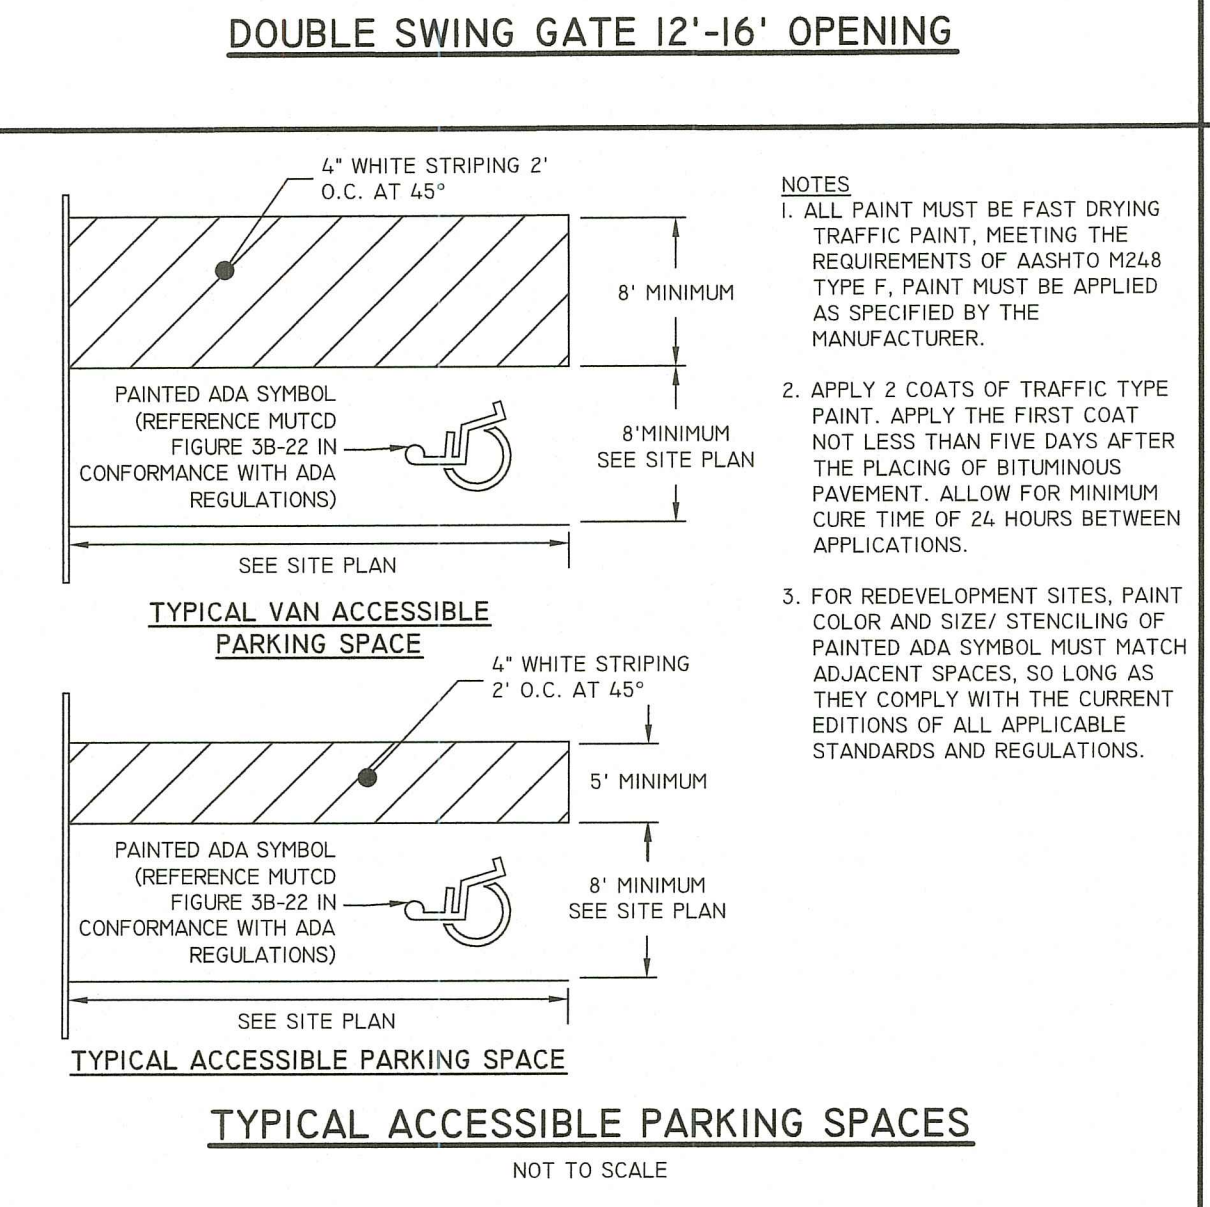 DOUBLE SWING GATE 12'-16' OPENING
4" WHITE STRIPING 2'
O.C. AT 45°
8' MINIMUM
PAINTED ADA SYMBOL
(REFERENCE MUTCD
FIGURE 3B-22 IN
CONFORMANCE WITH ADA
REGULATIONS)
8'MINIMUM
SEE SITE PLAN
SEE SITE PLAN
TYPICAL VAN ACCESSIBLE
PARKING SPACE
4" WHITE STRIPING
2' O.C. AT 45°
5' MINIMUM
PAINTED ADA SYMBOL
(REFERENCE MUTCD
FIGURE 3B-22 IN
CONFORMANCE WITH ADA
REGULATIONS)
8' MINIMUM
SEE SITE PLAN
SEE SITE PLAN
TYPICAL ACCESSIBLE PARKING SPACE
NOTES
1. ALL PAINT MUST BE FAST DRYING
TRAFFIC PAINT, MEETING THE
REQUIREMENTS OF AASHTO M248
TYPE F, PAINT MUST BE APPLIED
AS SPECIFIED BY THE
MANUFACTURER.
2. APPLY 2 COATS OF TRAFFIC TYPE
PAINT. APPLY THE FIRST COAT
NOT LESS THAN FIVE DAYS AFTER
THE PLACING OF BITUMINOUS
PAVEMENT. ALLOW FOR MINIMUM
CURE TIME OF 24 HOURS BETWEEN
APPLICATIONS.
3. FOR REDEVELOPMENT SITES, PAINT
COLOR AND SIZE/ STENCILING OF
PAINTED ADA SYMBOL MUST MATCH
ADJACENT SPACES, SO LONG AS
THEY COMPLY WITH THE CURRENT
EDITIONS OF ALL APPLICABLE
STANDARDS AND REGULATIONS.
TYPICAL ACCESSIBLE PARKING SPACES
NOT TO SCALE